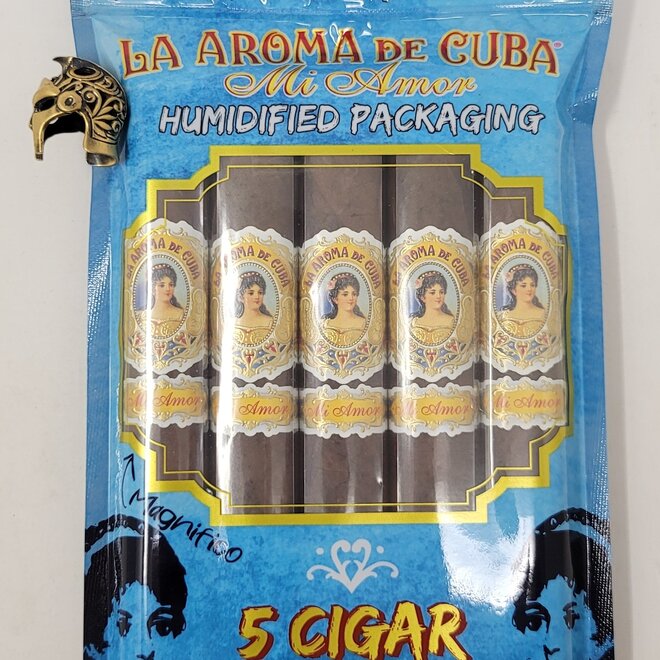 LA AROMA DE CUBA®
Mi Amor
HUMIDIFIED PACKAGING
LA AROMA DE CUBA
LA AROMA DE CUBA
LA AROMA DE CUBA
LA AROMA DE CUBA
LA AROMA DE CUBA
Mi Amor
Mi Amor
Mi Amor
Mi Amor
Mi Amor
Magnifico
5 CIGAR